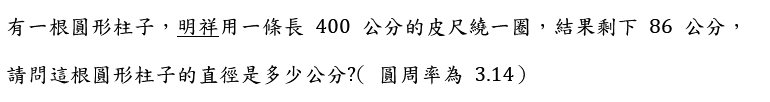 有一根圓形柱子，明祥用一條長 400 公分的皮尺繞一圈，結果剩下 86 公分，
請問這根圓形柱子的直徑是多少公分?( 圓周率為 3.14)